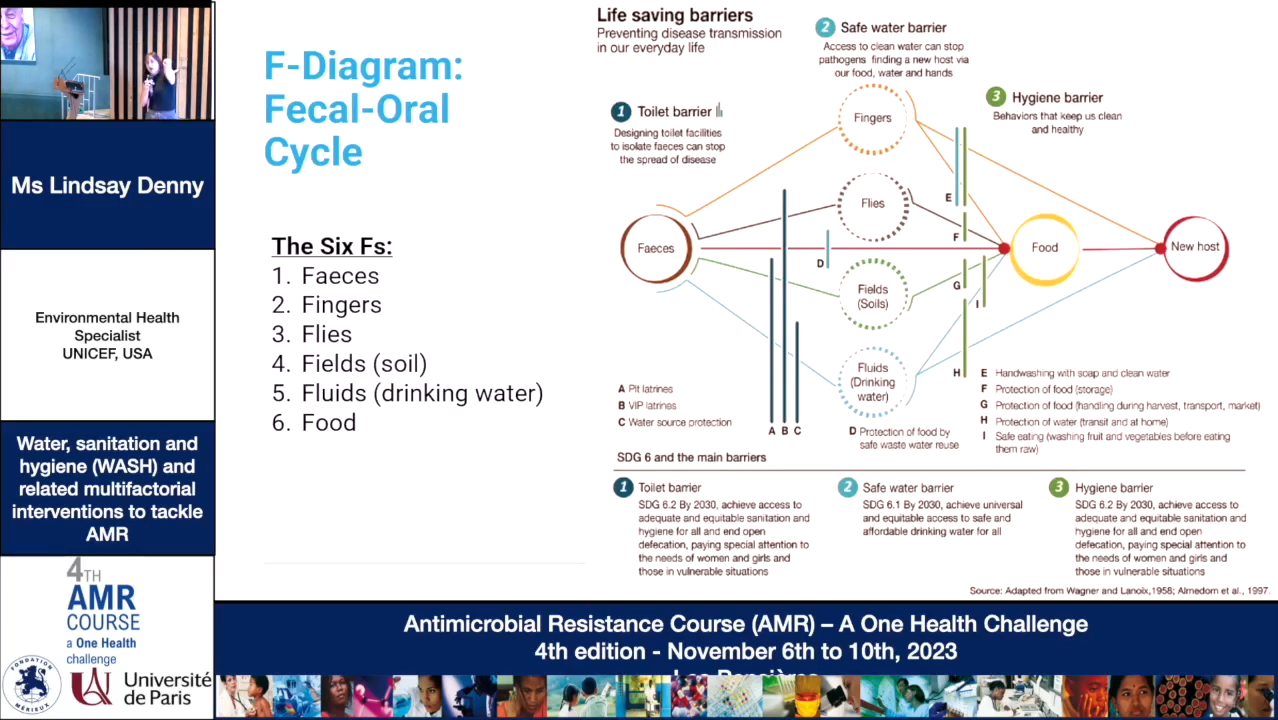 Ms Lindsay Denny
Environmental Health
Specialist
UNICEF, USA
Water, sanitation and
hygiene (WASH) and
related multifactorial
interventions to tackle
AMR
4TH
AMR
COURSE
a One Health
challenge
FONDATION
MÉRIEUX
Université
de Paris
F-Diagram:
Fecal-Oral
Cycle
The Six Fs:
1. Faeces
2. Fingers
3. Flies
4. Fields (soil)
5. Fluids (drinking water)
6. Food
Life saving barriers
Preventing disease transmission
in our everyday life
2 Safe water barrier
Access to clean water can stop
pathogens finding a new host via
our food, water and hands
1 Toilet barrier
Designing toilet facilities
to isolate faeces can stop
the spread of disease
3 Hygiene barrier
Behaviors that keep us clean
and healthy
Fingers
Flies
Faeces
Food
New host
Fields
(Soils)
Fluids
(Drinking
water)
E
F
D
G
I
H
A B C
A Pit latrines
B VIP latrines
C Water source protection
D Protection of food by
safe waste water reuse
E Handwashing with soap and clean water
F Protection of food (storage)
G Protection of food (handling during harvest, transport, market)
H Protection of water (transit and at home)
I Safe eating (washing fruit and vegetables before eating
them raw)
SDG 6 and the main barriers
1 Toilet barrier
SDG 6.2 By 2030, achieve access to
adequate and equitable sanitation and
hygiene for all and end open
defecation, paying special attention to
the needs of women and girls and
those in vulnerable situations
2 Safe water barrier
SDG 6.1 By 2030, achieve universal
and equitable access to safe and
affordable drinking water for all
3 Hygiene barrier
SDG 6.2 By 2030, achieve access to
adequate and equitable sanitation and
hygiene for all and end open
defecation, paying special attention to
the needs of women and girls and
those in vulnerable situations
Source: Adapted from Wagner and Lanoix,1958; Almedom et al., 1997.
Antimicrobial Resistance Course (AMR) – A One Health Challenge
4th edition - November 6th to 10th, 2023